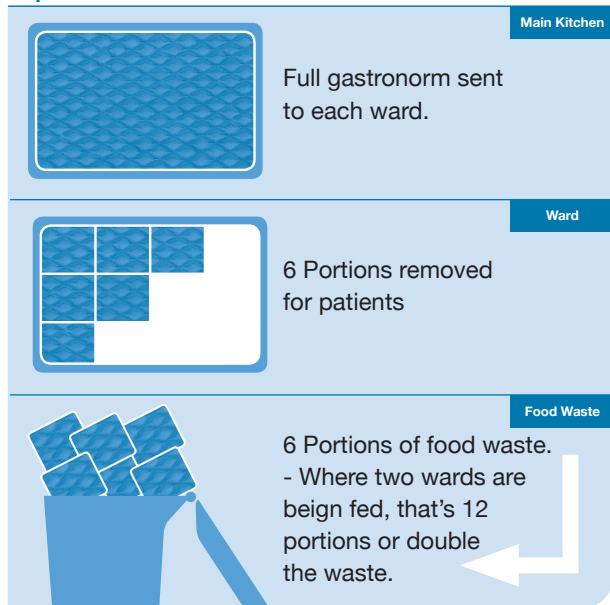 Main Kitchen
Full gastronorm sent
to each ward.
Ward
6 Portions removed
for patients
Food Waste
6 Portions of food waste.
- Where two wards are
beign fed, that's 12
portions or double
the waste.